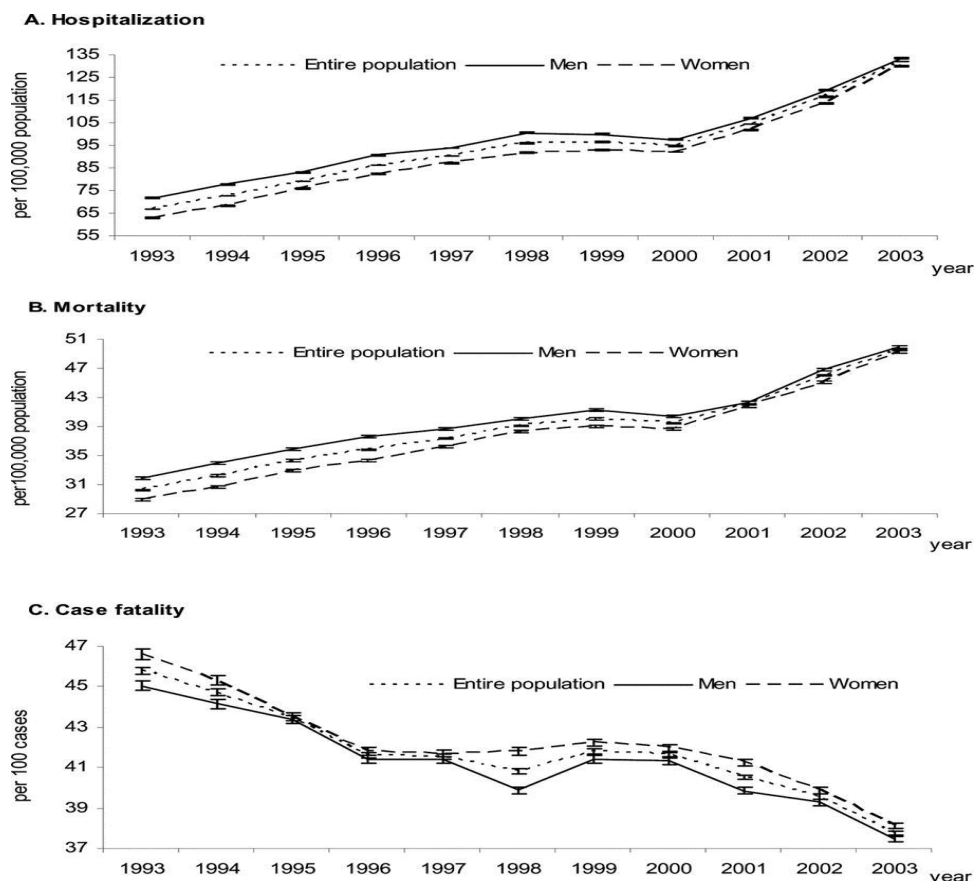 A. Hospitalization
per 100,000 population
135
125
115
105
95
85
75
65
55
Entire population Men Women
1993 1994 1995 1996 1997 1998 1999 2000 2001 2002 2003
year
B. Mortality
per100,000 population
51
47
43
39
35
31
27
Entire population Men Women
1993 1994 1995 1996 1997 1998 1999 2000 2001 2002 2003
year
C. Case fatality
per 100 cases
47
45
43
41
39
37
Entire population Men Women
1993 1994 1995 1996 1997 1998 1999 2000 2001 2002 2003
year